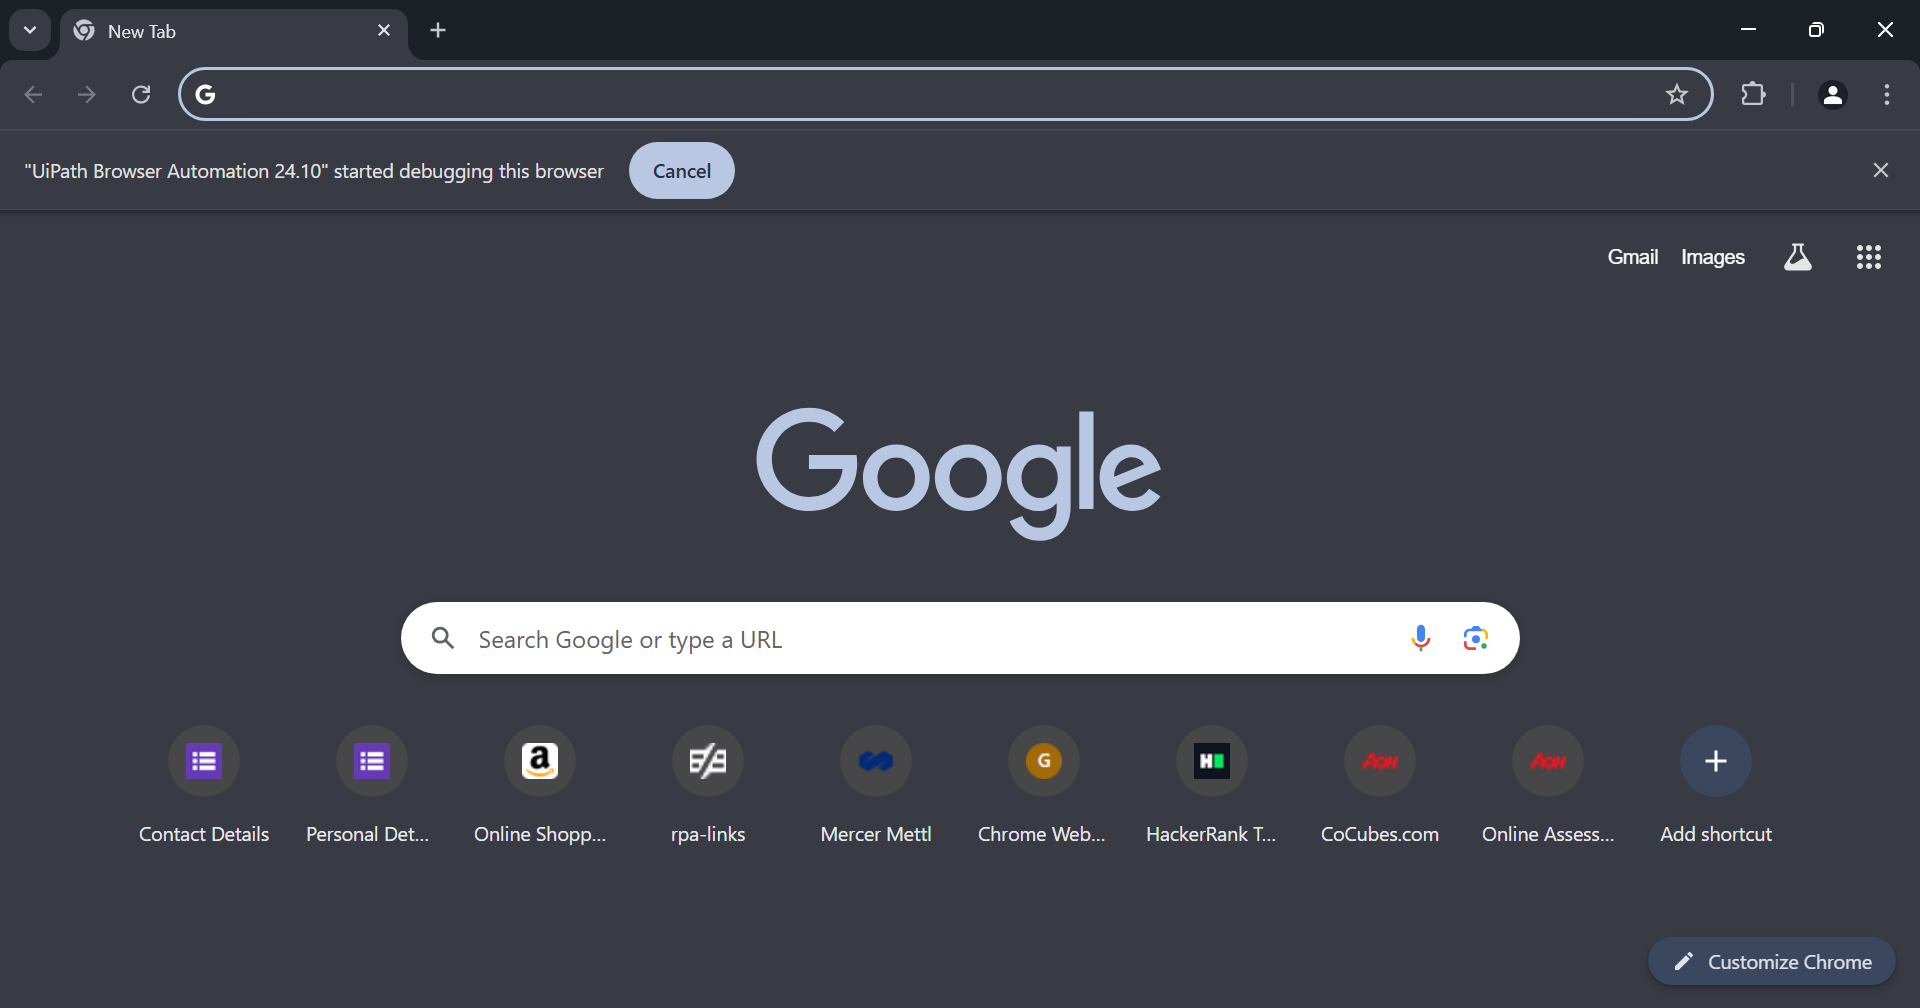 New Tab
"UiPath Browser Automation 24.10" started debugging this browser
Cancel
Gmail Images
Google
Search Google or type a URL
a
G
H
AON
AON
Contact Details
Personal Det...
Online Shopp...
rpa-links
Mercer Mettl
Chrome Web...
HackerRank T...
CoCubes.com
Online Assess...
Add shortcut
Customize Chrome